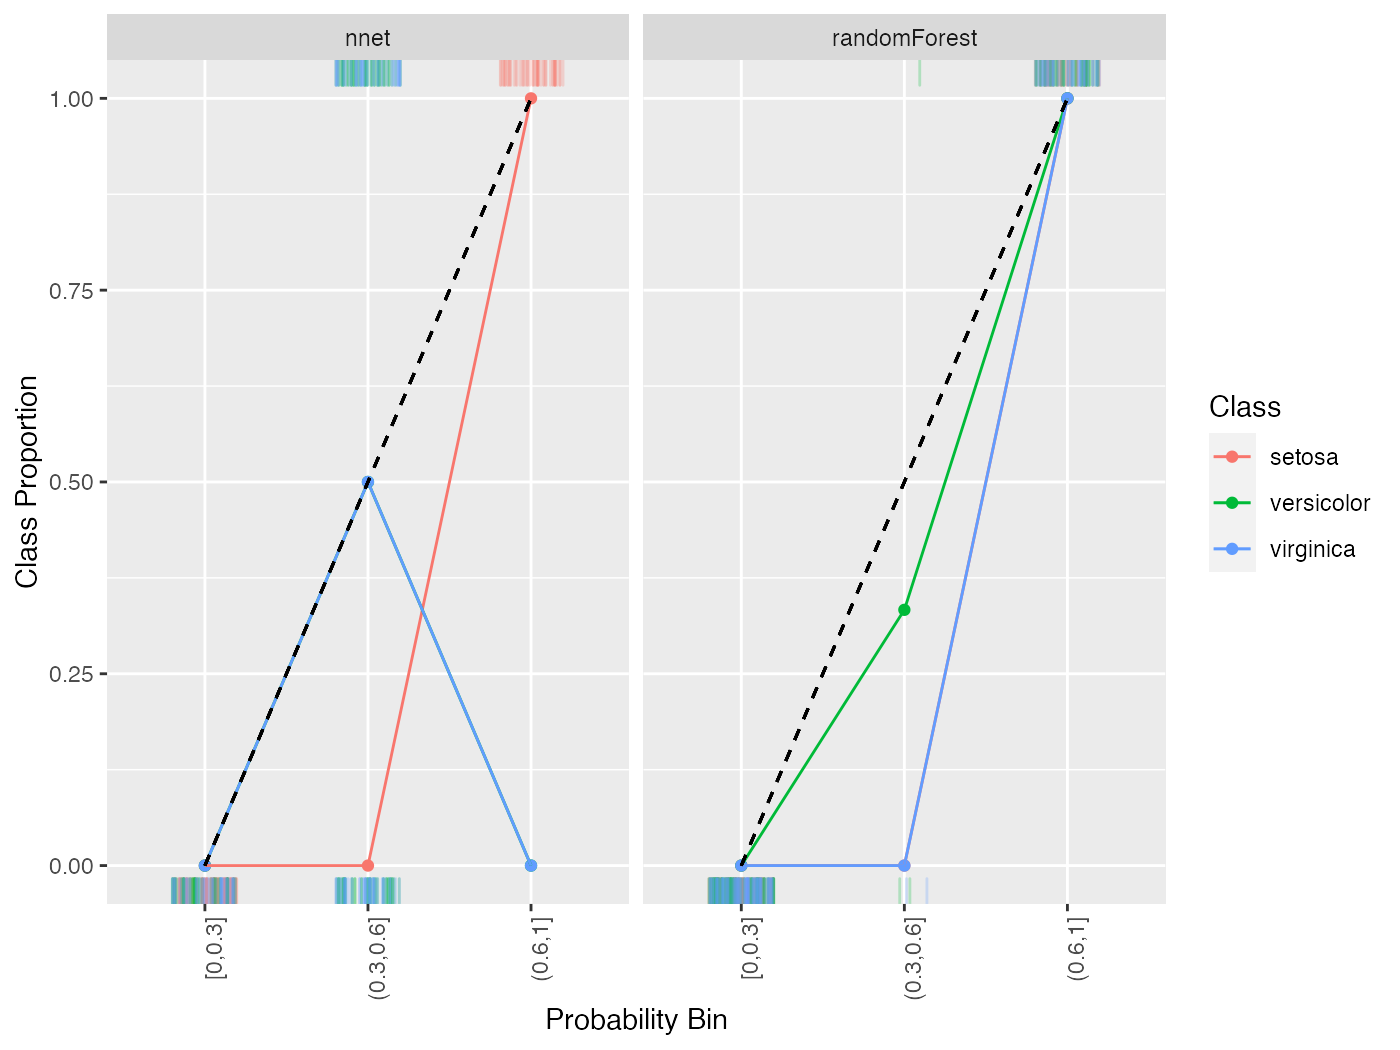 nnet
randomForest
1.00
0.75
0.50
0.25
0.00
Class Proportion
[0,0.3]
(0.3,0.6]
(0.6,1]
[0,0.3]
(0.3,0.6]
(0.6,1]
Probability Bin
Class
setosa
versicolor
virginica